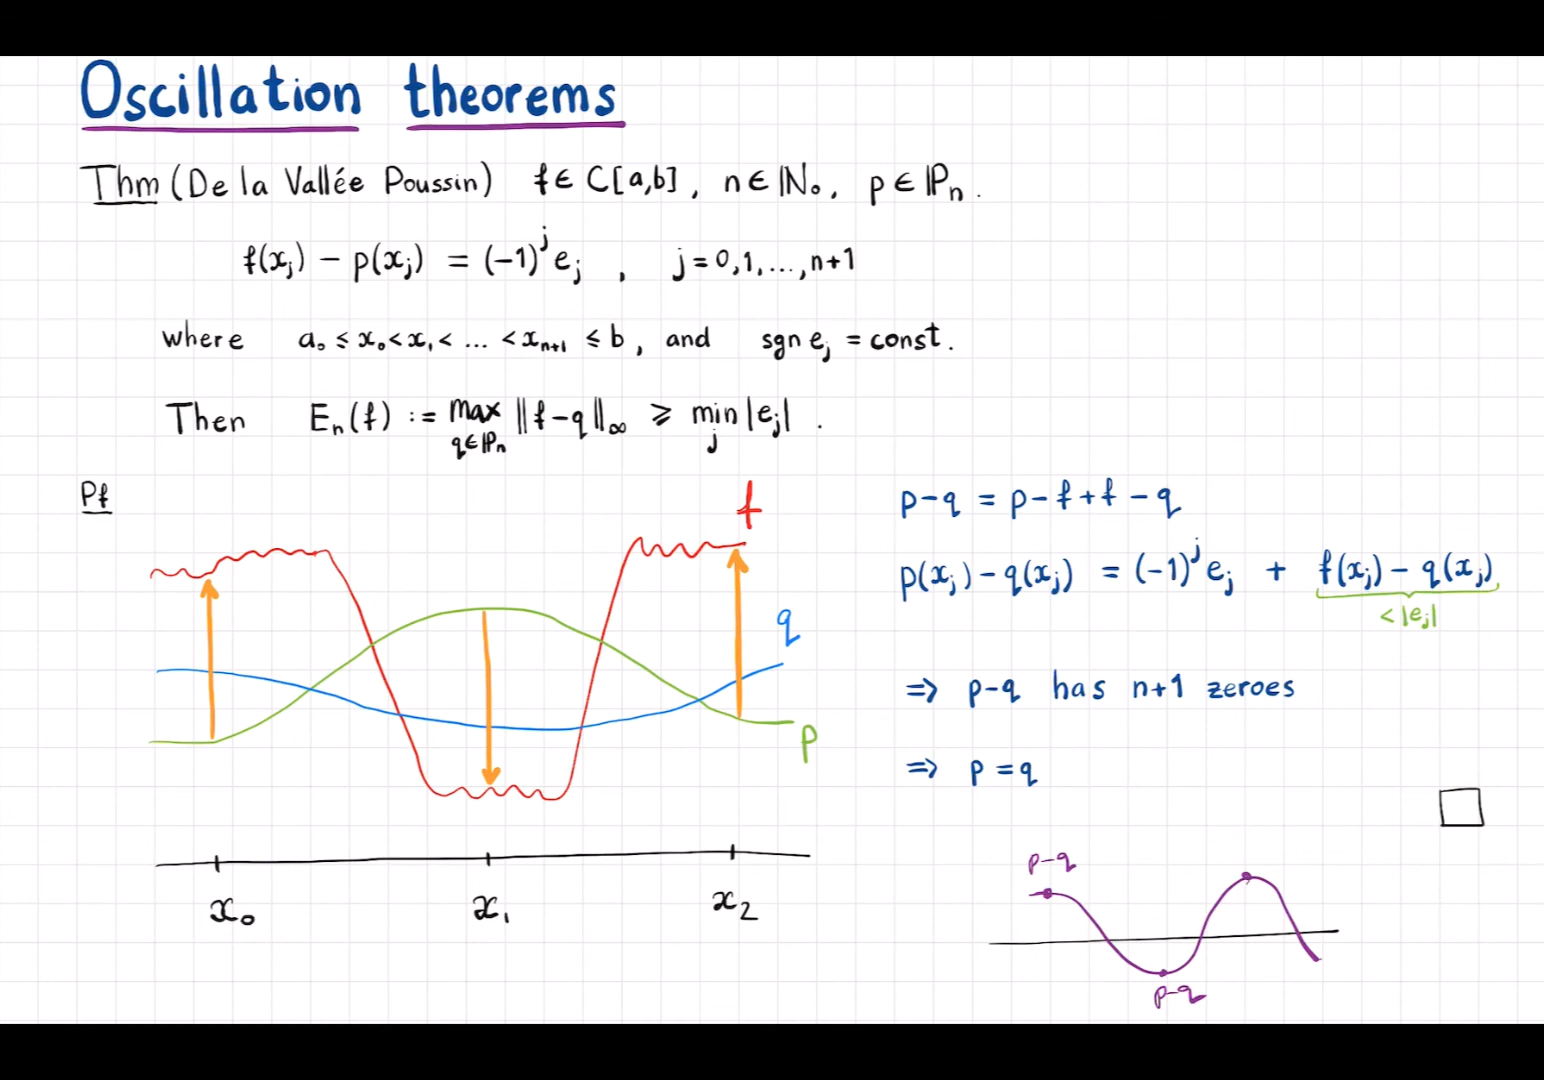 Oscillation theorems
Thm (De la Vallée Poussin) f ∈ C[a,b], n ∈ ℕ₀, p ∈ ℙₙ.
f(xⱼ) − p(xⱼ) = (−1)ʲ eⱼ , j = 0,1,...,n+1
where a₀ ≤ x₀ < x₁ < ... < xₙ₊₁ ≤ b, and sgn eⱼ = const.
Then Eₙ(f) := max ‖f−q‖∞ ⩾ min |eⱼ| .
q∈ℙₙ j
Pf
f
q
p
x₀ x₁ x₂
p−q = p−f+f−q
p(xⱼ) − q(xⱼ) = (−1)ʲ eⱼ + f(xⱼ) − q(xⱼ)
< |eⱼ|
⇒ p−q has n+1 zeroes
⇒ p = q
p−q
p−q